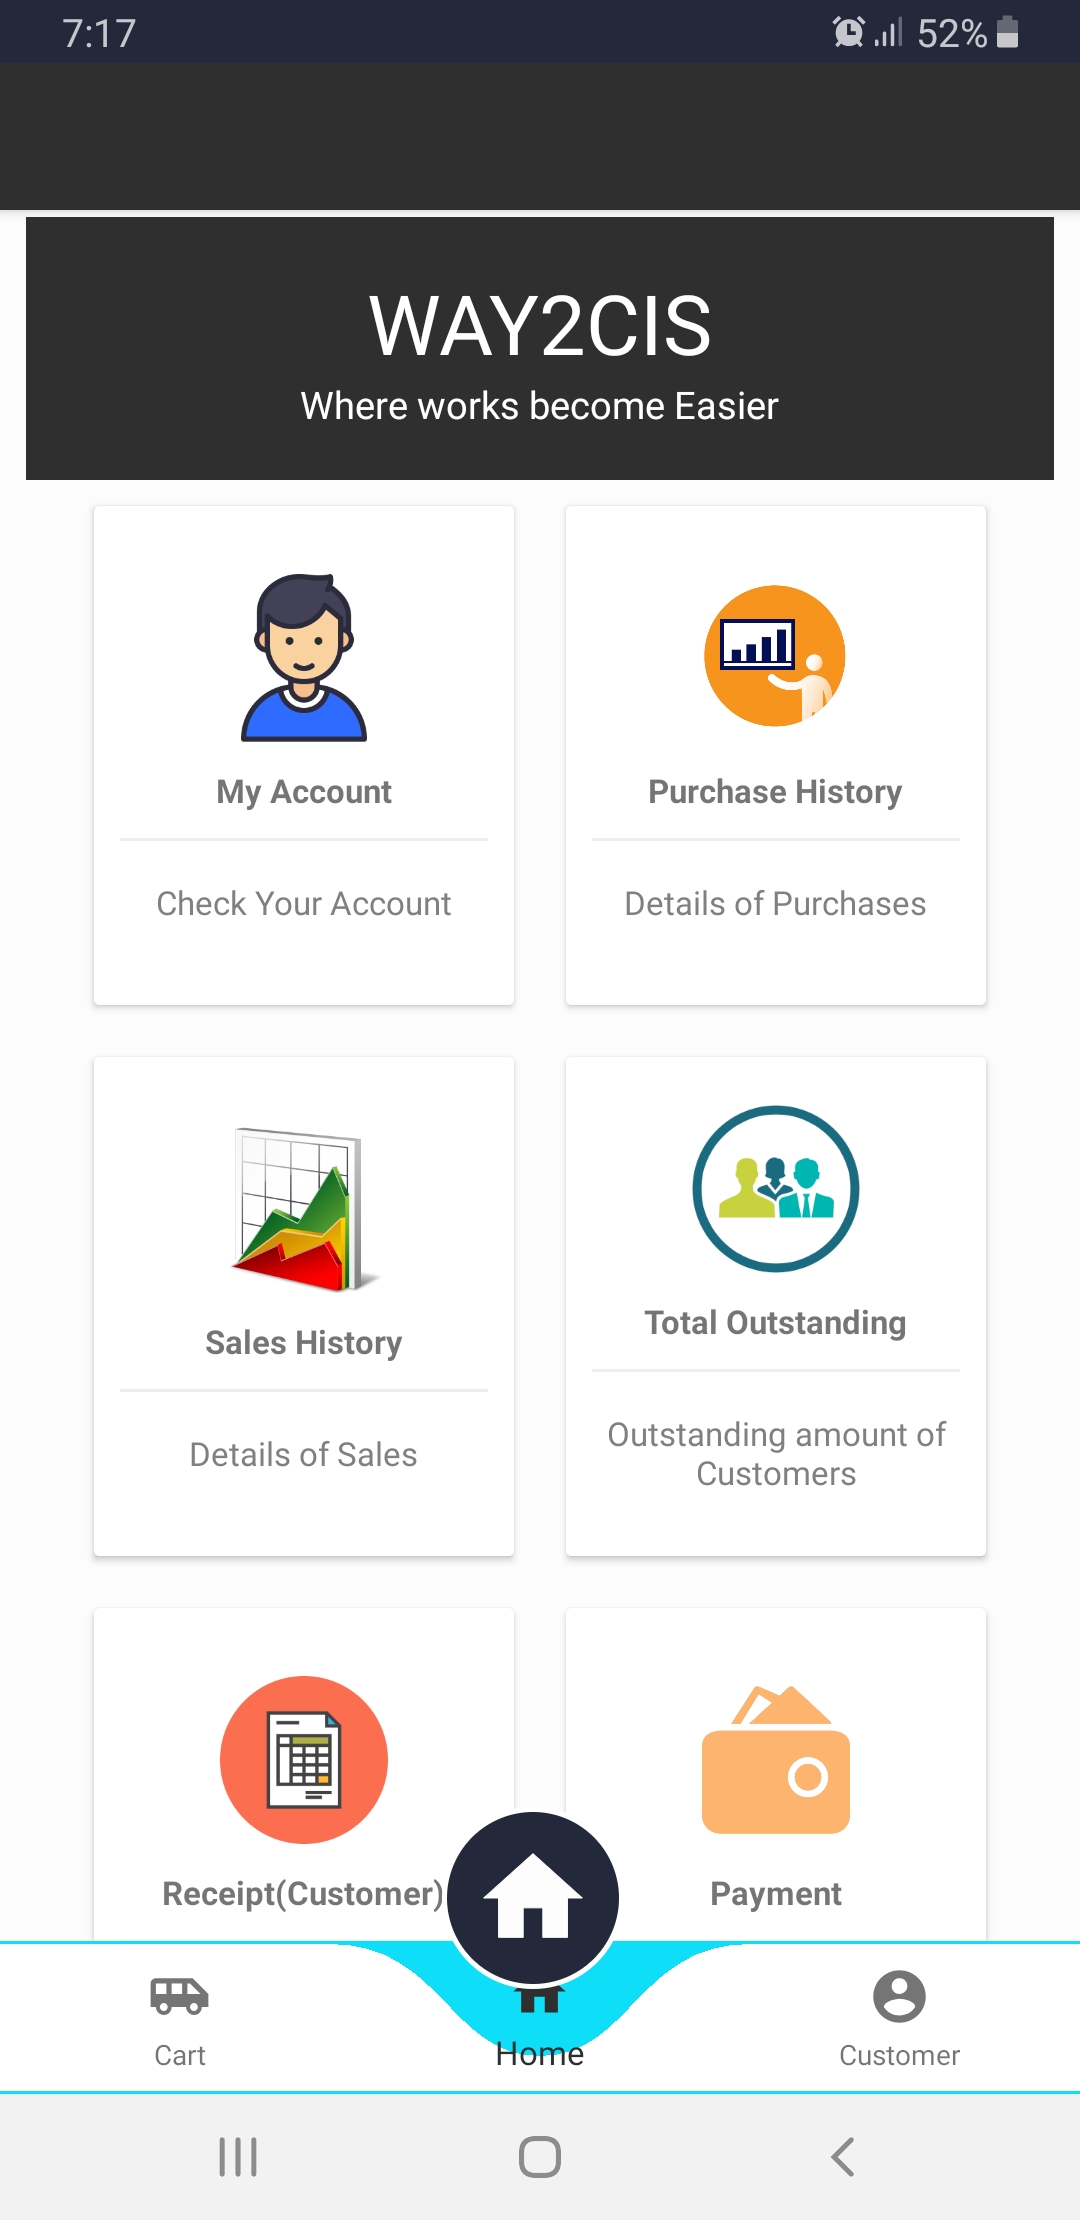 7:17
52%
WAY2CIS
Where works become Easier
My Account
Purchase History
Check Your Account
Details of Purchases
Sales History
Total Outstanding
Details of Sales
Outstanding amount of
Customers
Receipt(Customer)
Payment
Cart
Home
Customer